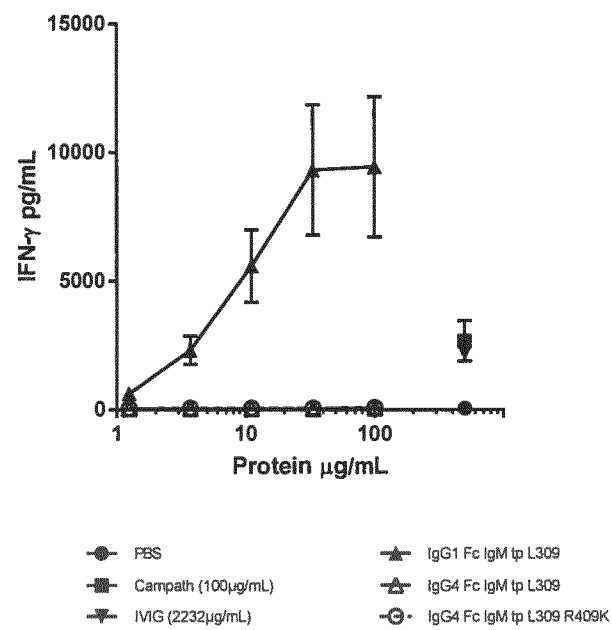 15000
10000
5000
0
IFN-γ pg/mL
1
10
100
Protein µg/mL
PBS
Campath (100µg/mL)
IVIG (2232µg/mL)
IgG1 Fc IgM tp L309
IgG4 Fc IgM tp L309
IgG4 Fc IgM tp L309 R409K